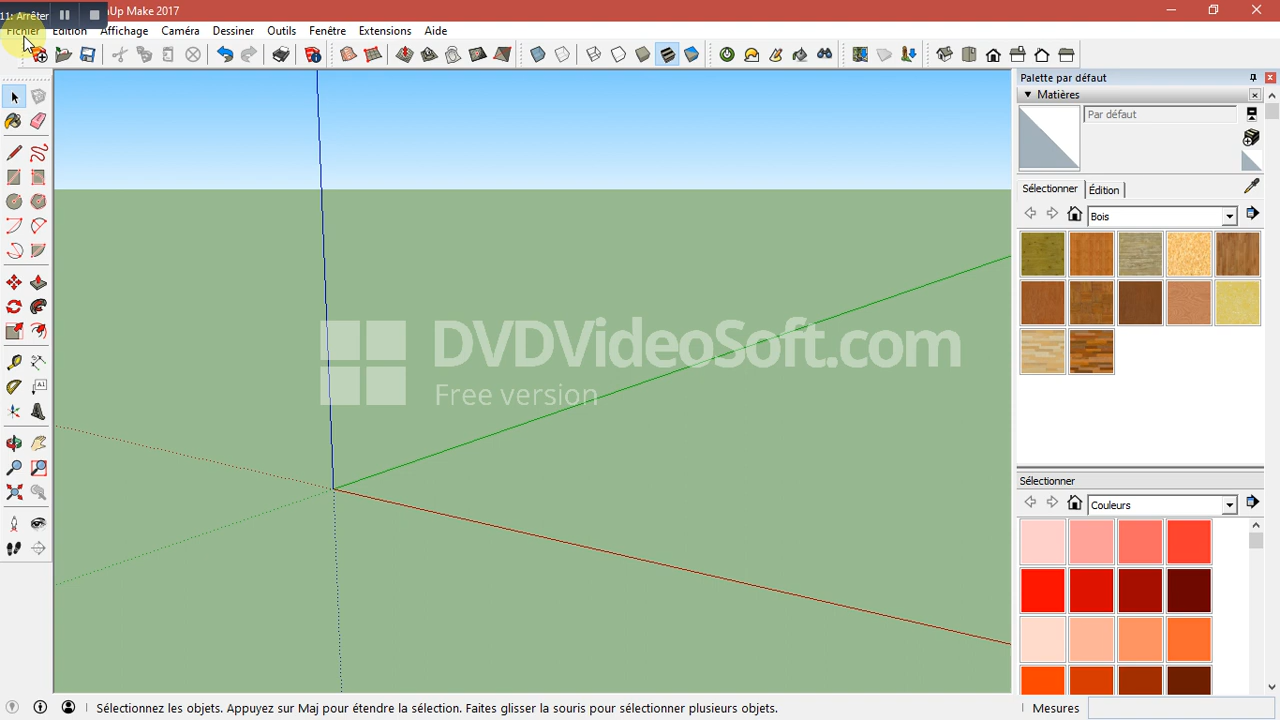 11: Arrêter
Up Make 2017
Fichier Edition Affichage Caméra Dessiner Outils Fenêtre Extensions Aide
Palette par défaut
Matières
Par défaut
Sélectionner Édition
Bois
DVDVideoSoft.com
Free version
Sélectionner
Couleurs
A1
Sélectionnez les objets. Appuyez sur Maj pour étendre la sélection. Faites glisser la souris pour sélectionner plusieurs objets.
Mesures